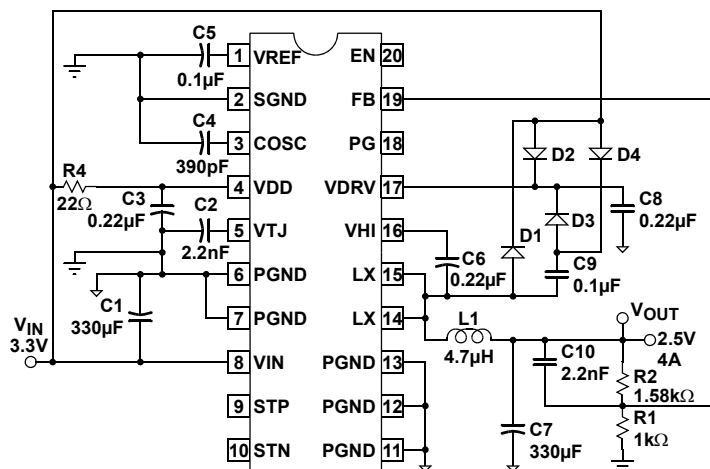 C5
0.1µF
1 VREF
EN 20
2 SGND
FB 19
C4
390pF
3 COSC
PG 18
D2
D4
R4
22Ω
C3
0.22µF
4 VDD
VDRV 17
C2
2.2nF
5 VTJ
VHI 16
D1
D3
C8
0.22µF
C6
0.22µF
C9
0.1µF
6 PGND
LX 15
C1
330µF
7 PGND
LX 14
L1
4.7µH
VOUT
2.5V
4A
VIN
3.3V
8 VIN
PGND 13
C10
2.2nF
R2
1.58kΩ
9 STP
PGND 12
R1
1kΩ
C7
330µF
10 STN
PGND 11